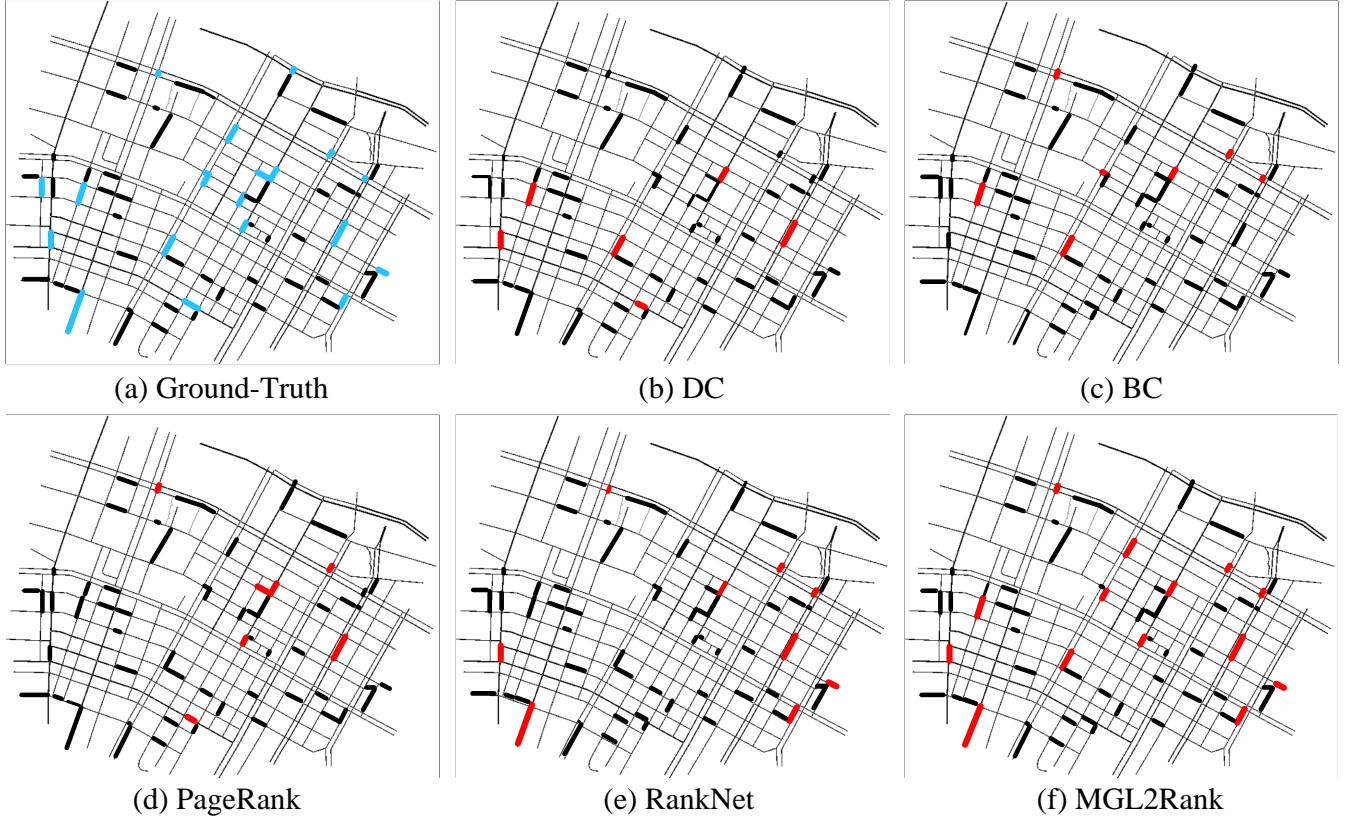 (a) Ground-Truth
(b) DC
(c) BC
(d) PageRank
(e) RankNet
(f) MGL2Rank